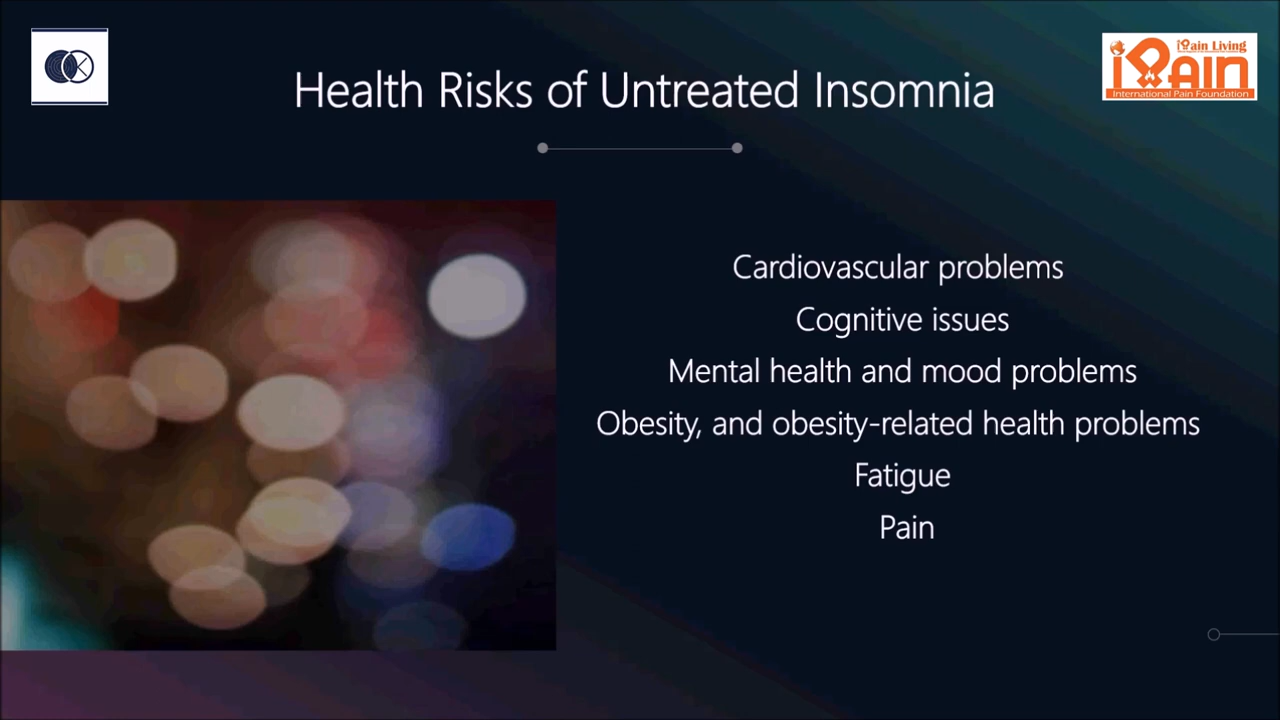 Health Risks of Untreated Insomnia
iPain Living
iPAin
International Pain Foundation
Cardiovascular problems
Cognitive issues
Mental health and mood problems
Obesity, and obesity-related health problems
Fatigue
Pain